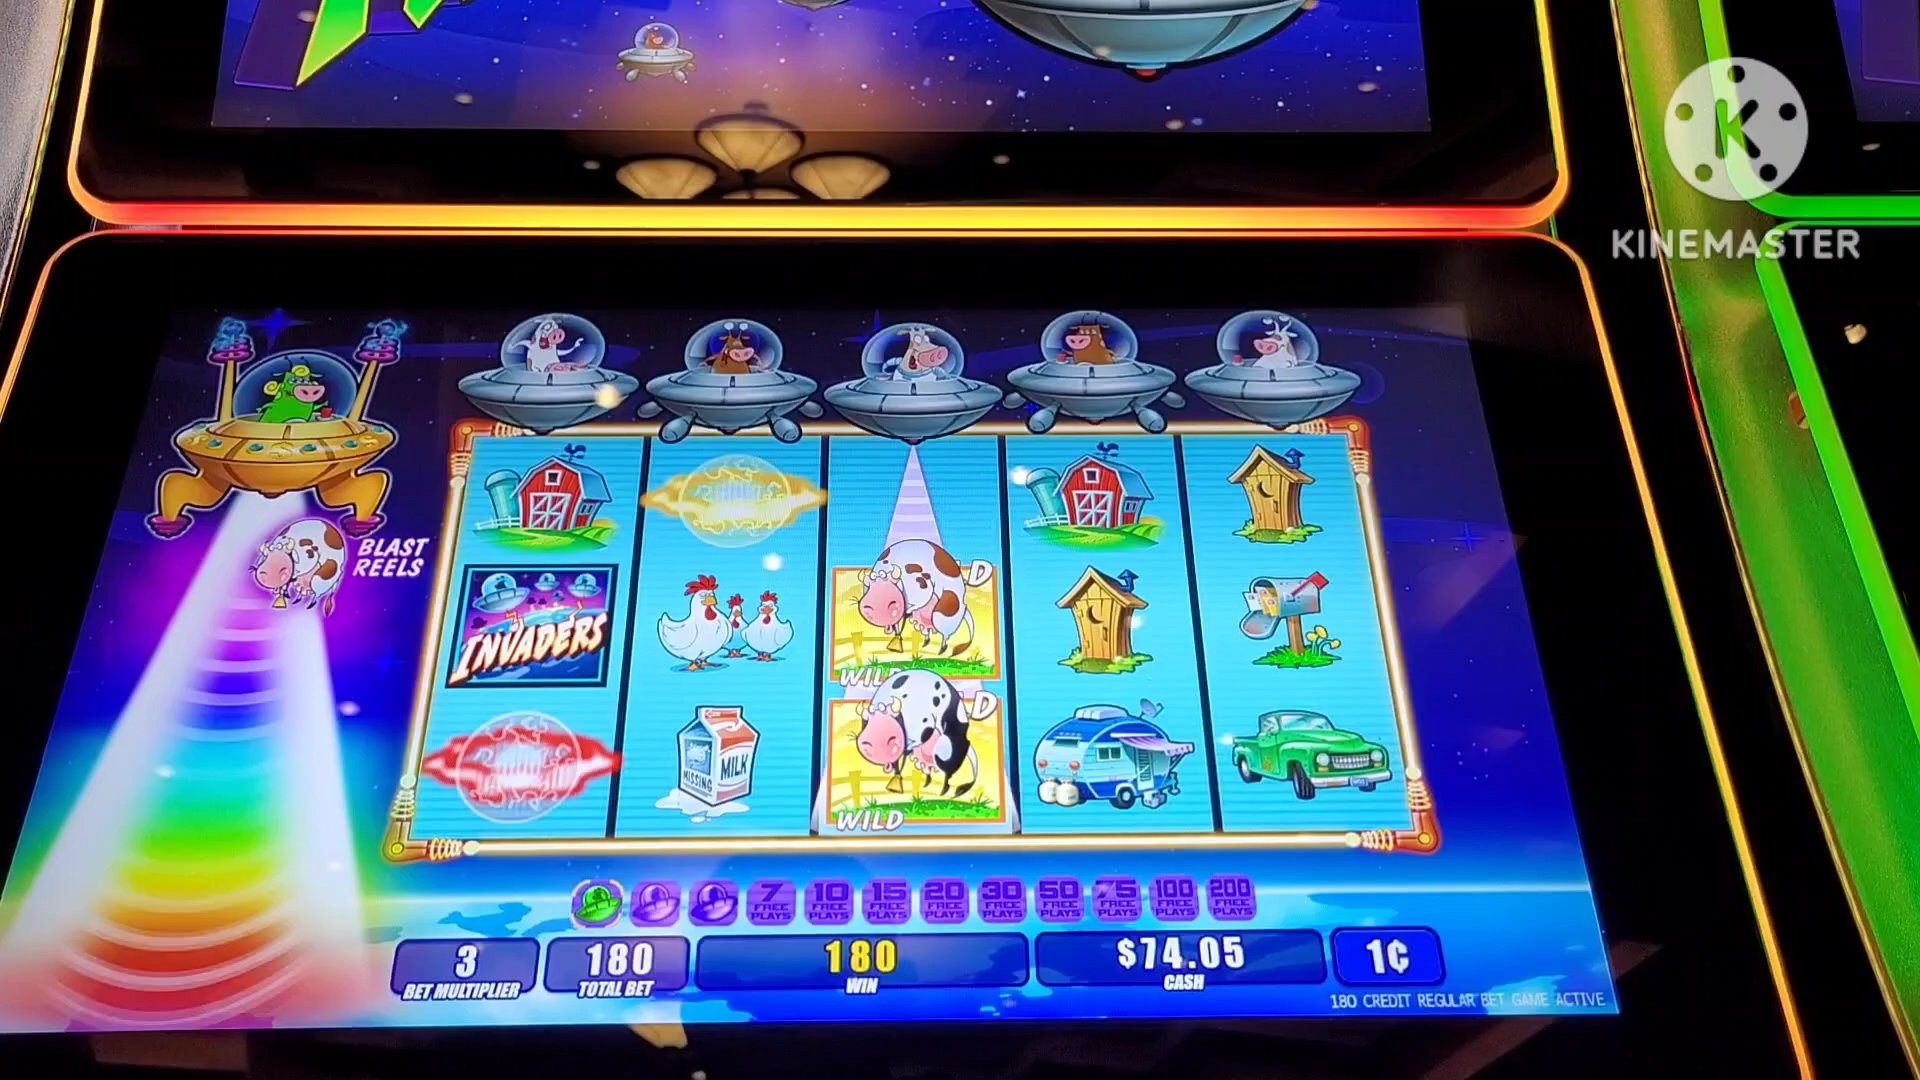 K
KINEMASTER
BLAST
REELS
INVADERS
WILD
MISSING
MILK
WILD
7 FREE PLAYS
10 FREE PLAYS
15 FREE PLAYS
20 FREE PLAYS
30 FREE PLAYS
50 FREE PLAYS
75 FREE PLAYS
100 FREE PLAYS
200 FREE PLAYS
3 180 180 $74.05 1¢
BET MULTIPLIER TOTAL BET WIN CASH
180 CREDIT REGULAR BET GAME ACTIVE